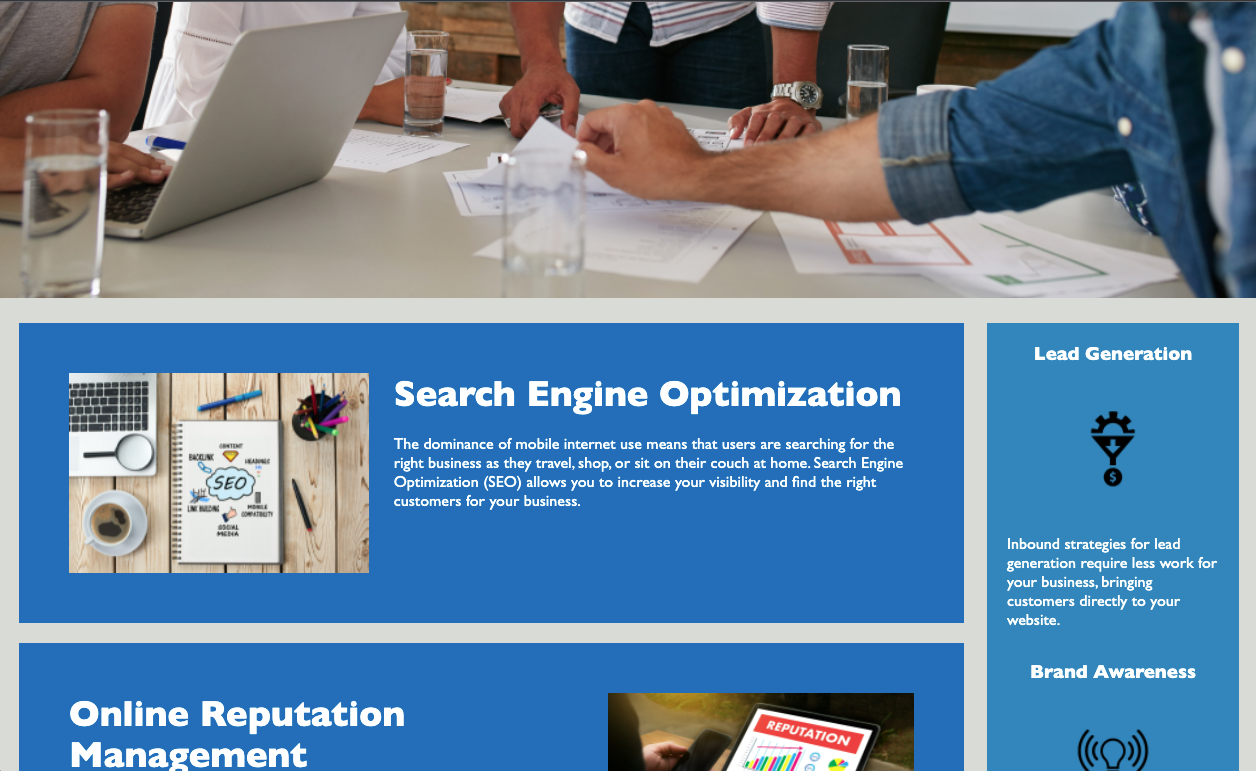 Search Engine Optimization
The dominance of mobile internet use means that users are searching for the
right business as they travel, shop, or sit on their couch at home. Search Engine
Optimization (SEO) allows you to increase your visibility and find the right
customers for your business.
CONTENT
BACKLINK
HEADINGS
SEO
LINK BUILDING
MOBILE
COMPATIBILITY
SOCIAL
MEDIA
Online Reputation
Management
REPUTATION
Lead Generation
$
Inbound strategies for lead
generation require less work for
your business, bringing
customers directly to your
website.
Brand Awareness